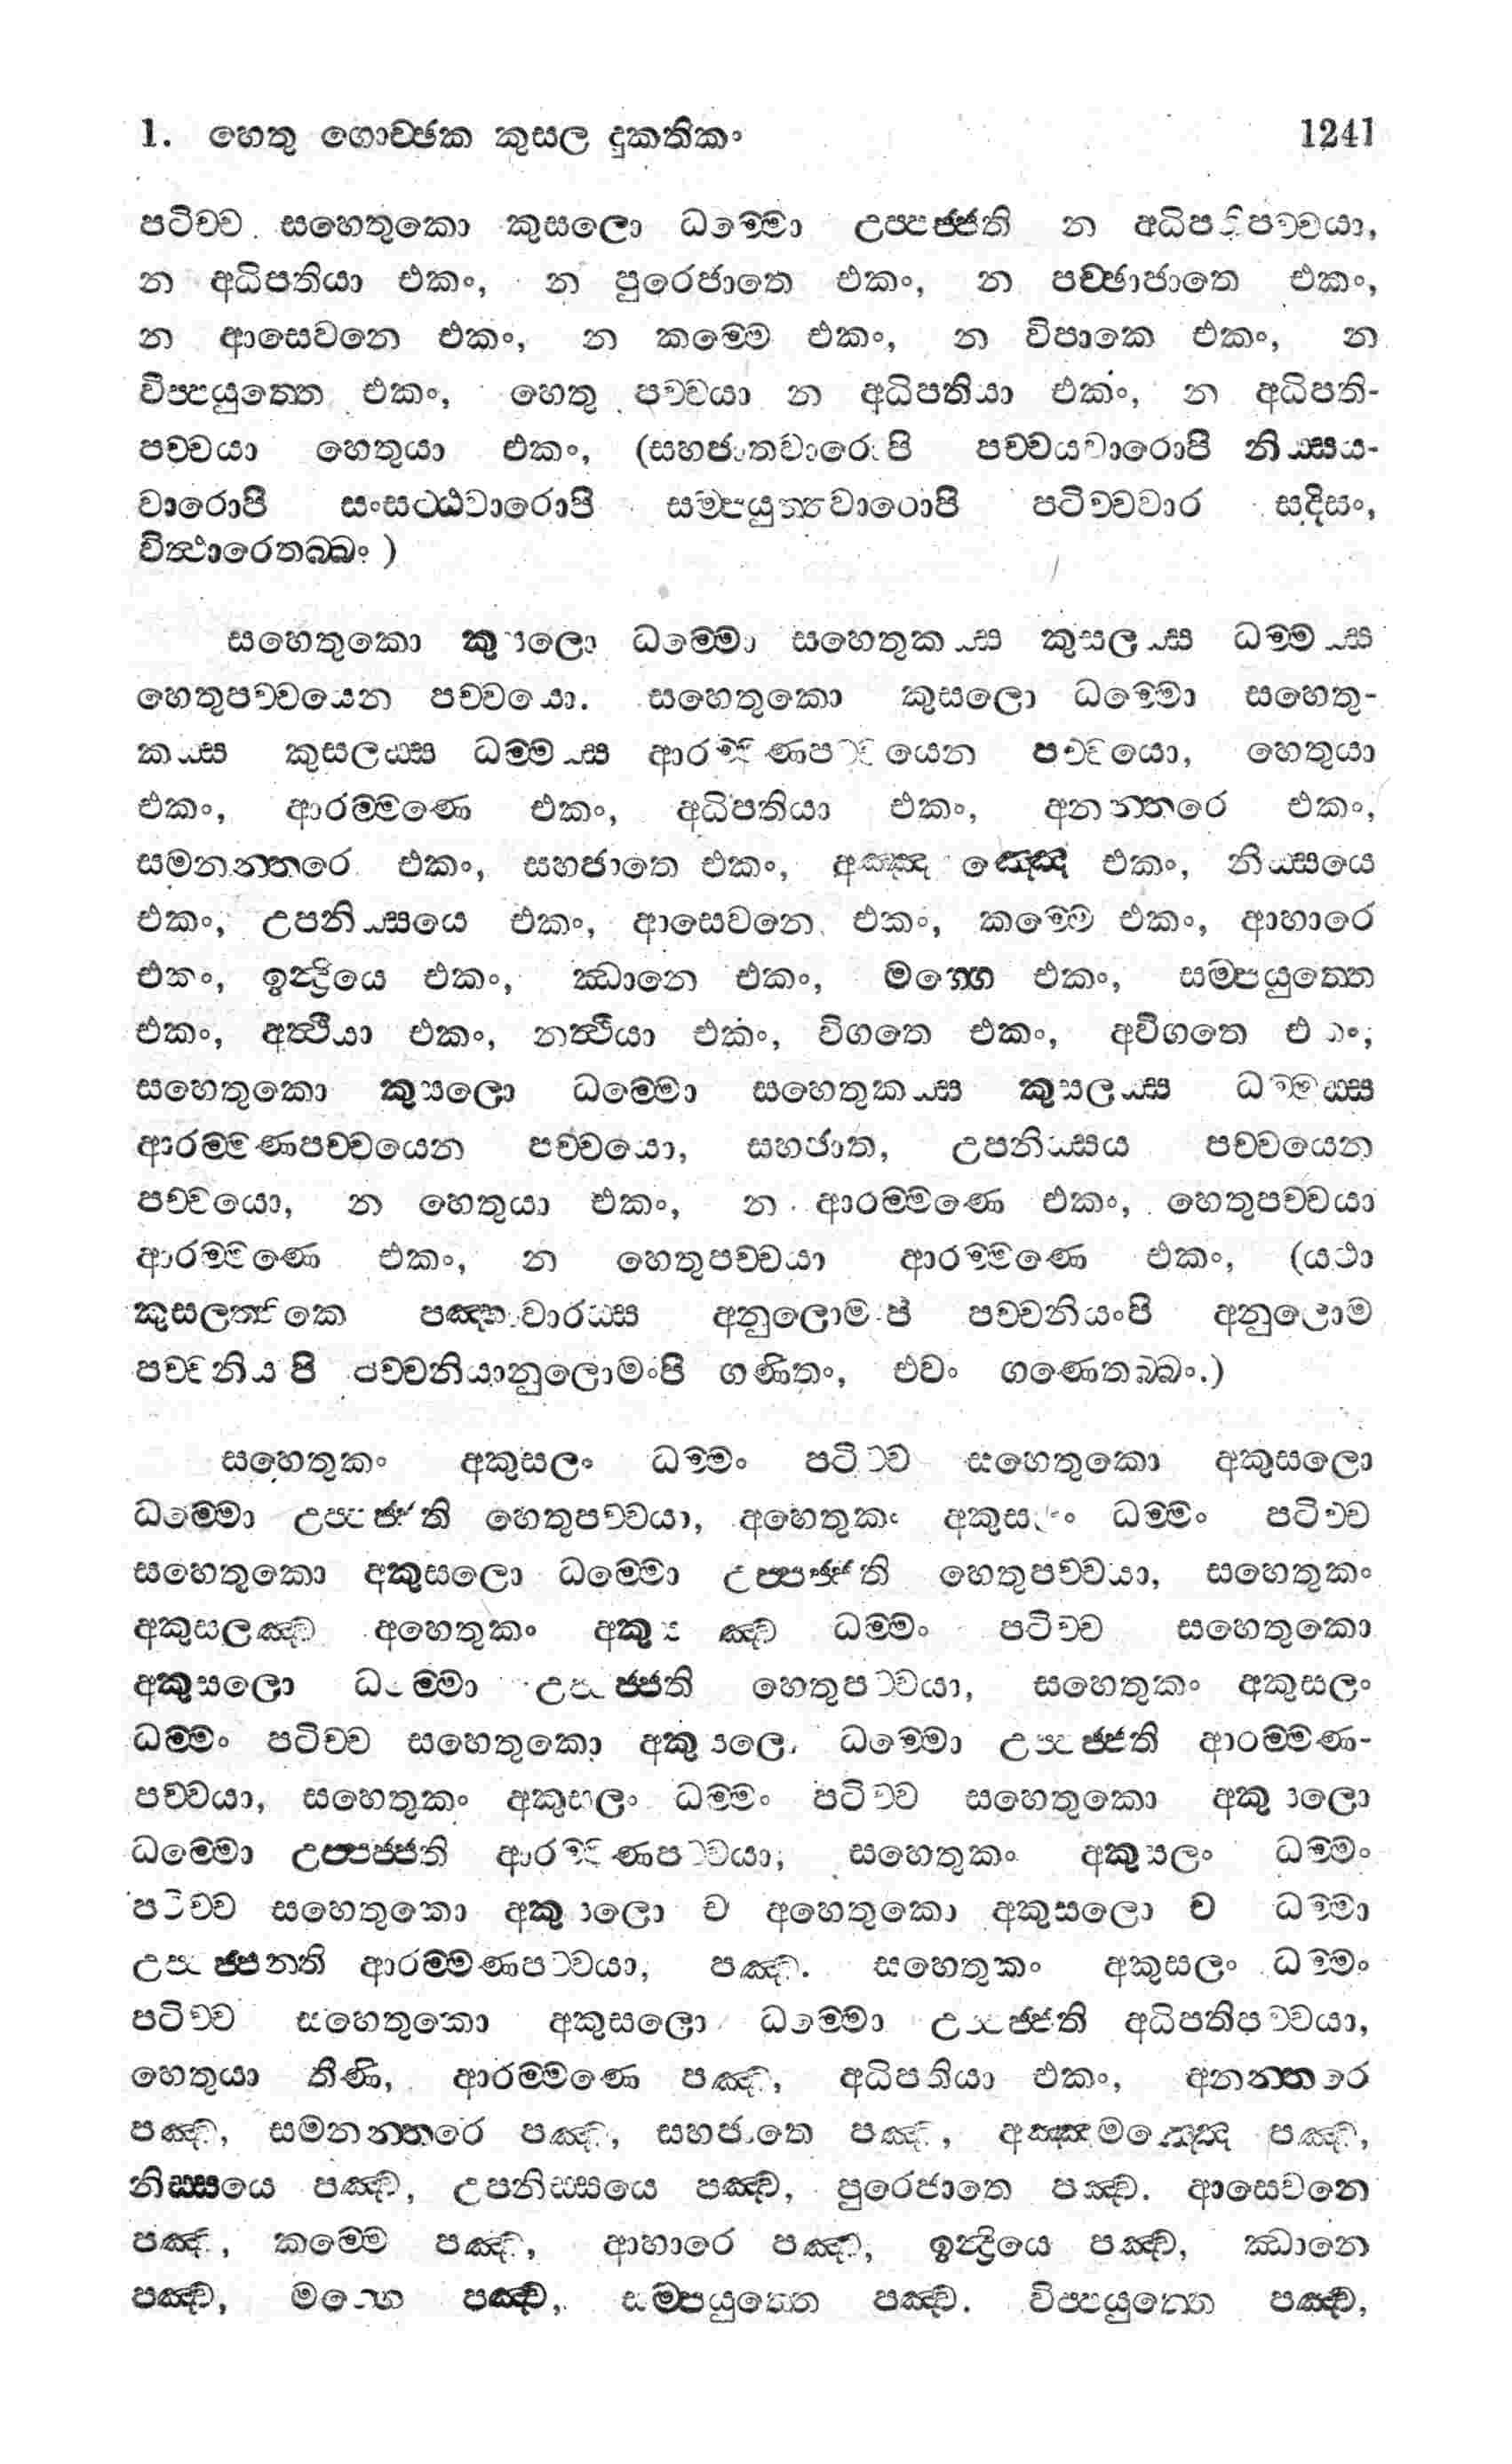 1. හෙතු ගොච්ඡක කුසල දුකතිකං 1241
පටිච්ච සහෙතුකො කුසලො ධම්මො උප්පජ්ජති න අධිපතිපච්චයා,
න අධිපතියා එකං, න පුරෙජාතෙ එකං, න පච්ඡාජාතෙ එකං,
න ආසෙවනෙ එකං, න කම්මෙ එකං, න විපාකෙ එකං, න
විප්පයුත්තෙ එකං, හෙතු පච්චයා න අධිපතියා එකං, න අධිපති-
පච්චයා හෙතුයා එකං, (සහජාතවාරොපි පච්චයවාරොපි නිස්සය-
වාරොපි සංසට්ඨවාරොපි සම්පයුත්තවාරොපි පටිච්චවාර සදිසං,
විත්ථාරෙතබ්බං)
සහෙතුකො කුසලො ධම්මො සහෙතුකස්ස කුසලස්ස ධම්මස්ස
හෙතුපච්චයෙන පච්චයො. සහෙතුකො කුසලො ධම්මො සහෙතු-
කස්ස කුසලස්ස ධම්මස්ස ආරම්මණපච්චයෙන පච්චයො, හෙතුයා
එකං, ආරම්මණෙ එකං, අධිපතියා එකං, අනන්තරෙ එකං,
සමනන්තරෙ එකං, සහජාතෙ එකං, අඤ්ඤ ඤ්ඤෙ එකං, නිස්සයෙ
එකං, උපනිස්සයෙ එකං, ආසෙවනෙ එකං, කම්මෙ එකං, ආහාරෙ
එකං, ඉන්ද්‍රියෙ එකං, ඣානෙ එකං, මග්ගෙ එකං, සම්පයුත්තෙ
එකං, අත්ථියා එකං, නත්ථියා එකං, විගතෙ එකං, අවිගතෙ එකං;
සහෙතුකො කුසලො ධම්මො සහෙතුකස්ස කුසලස්ස ධම්මස්ස
ආරම්මණපච්චයෙන පච්චයො, සහජාත, උපනිස්සය පච්චයෙන
පච්චයො, න හෙතුයා එකං, න ආරම්මණෙ එකං, හෙතුපච්චයා
ආරම්මණෙ එකං, න හෙතුපච්චයා ආරම්මණෙ එකං, (යථා
කුසලත්තිකෙ පඤ්හාවාරස්ස අනුලොමංපි පච්චනියංපි අනුලොම
පච්චනියංපි පච්චනියානුලොමංපි ගණිතං, එවං ගණෙතබ්බං.)
සහෙතුකං අකුසලං ධම්මං පටිච්ච සහෙතුකො අකුසලො
ධම්මො උප්පජ්ජති හෙතුපච්චයා, අහෙතුකං අකුසලං ධම්මං පටිච්ච
සහෙතුකො අකුසලො ධම්මො උප්පජ්ජති හෙතුපච්චයා, සහෙතුකං
අකුසලඤ්ච අහෙතුකං අකුසලඤ්ච ධම්මං පටිච්ච සහෙතුකො
අකුසලො ධම්මො උප්පජ්ජති හෙතුපච්චයා, සහෙතුකං අකුසලං
ධම්මං පටිච්ච සහෙතුකො අකුසලො ධම්මො උප්පජ්ජති ආරම්මණ-
පච්චයා, සහෙතුකං අකුසලං ධම්මං පටිච්ච සහෙතුකො අකුසලො
ධම්මො උප්පජ්ජති ආරම්මණපච්චයා, සහෙතුකං අකුසලං ධම්මං
පටිච්ච සහෙතුකො අකුසලො ච අහෙතුකො අකුසලො ච ධම්මා
උප්පජ්ජනති ආරම්මණපච්චයා, පඤ්ච. සහෙතුකං අකුසලං ධම්මං
පටිච්ච සහෙතුකො අකුසලො ධම්මො උප්පජ්ජති අධිපතිපච්චයා,
හෙතුයා තීණි, ආරම්මණෙ පඤ්ච, අධිපතියා එකං, අනන්තරෙ
පඤ්ච, සමනන්තරෙ පඤ්ච, සහජාතෙ පඤ්ච, අඤ්ඤමඤ්ඤෙ පඤ්ච,
නිස්සයෙ පඤ්ච, උපනිස්සයෙ පඤ්ච, පුරෙජාතෙ පඤ්ච. ආසෙවනෙ
පඤ්ච, කම්මෙ පඤ්ච, ආහාරෙ පඤ්ච, ඉන්ද්‍රියෙ පඤ්ච, ඣානෙ
පඤ්ච, මග්ගෙ පඤ්ච, සම්පයුත්තෙ පඤ්ච. විප්පයුත්තෙ පඤ්ච,